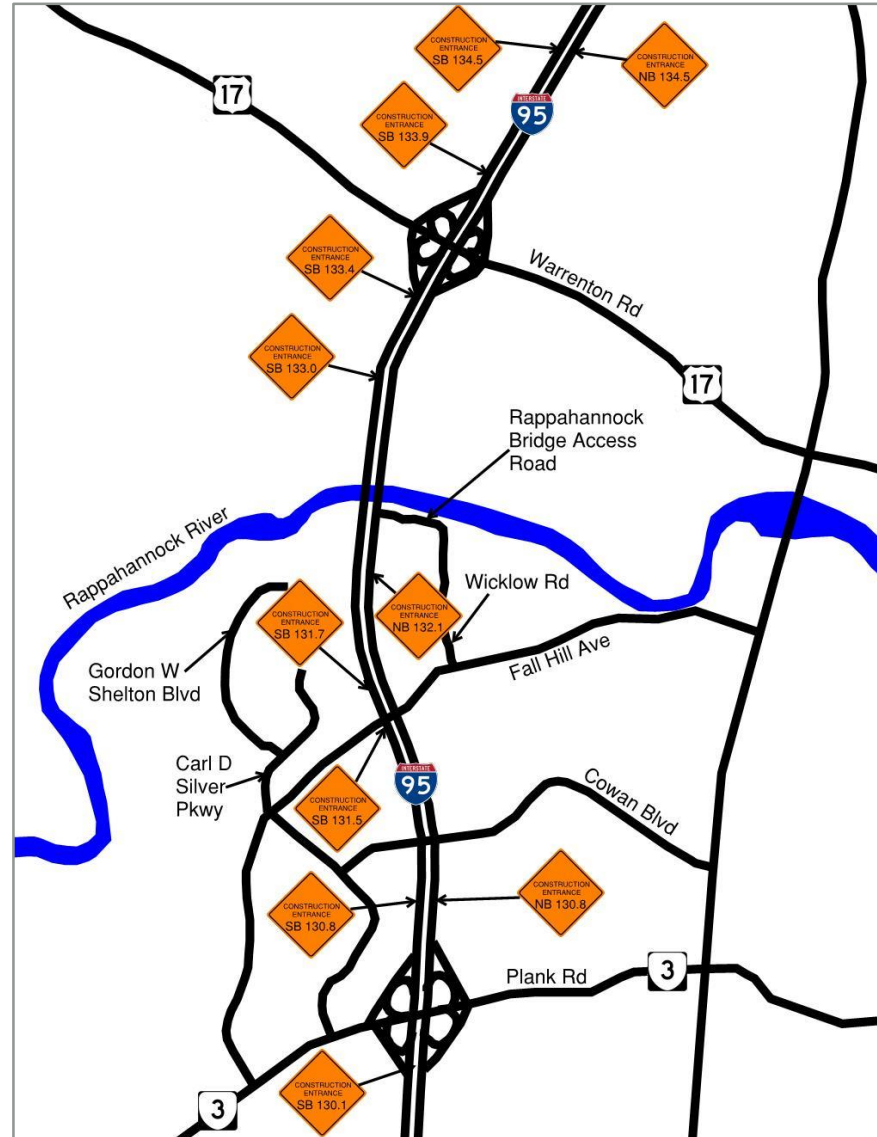 CONSTRUCTION
ENTRANCE
SB 134.5
CONSTRUCTION
ENTRANCE
NB 134.5
17
INTERSTATE
95
CONSTRUCTION
ENTRANCE
SB 133.9
CONSTRUCTION
ENTRANCE
SB 133.4
Warrenton Rd
CONSTRUCTION
ENTRANCE
SB 133.0
17
Rappahannock
Bridge Access
Road
Rappahannock River
CONSTRUCTION
ENTRANCE
SB 131.7
CONSTRUCTION
ENTRANCE
NB 132.1
Wicklow Rd
Fall Hill Ave
Gordon W
Shelton Blvd
Carl D
Silver
Pkwy
INTERSTATE
95
CONSTRUCTION
ENTRANCE
SB 131.5
Cowan Blvd
CONSTRUCTION
ENTRANCE
SB 130.8
CONSTRUCTION
ENTRANCE
NB 130.8
Plank Rd
3
CONSTRUCTION
ENTRANCE
SB 130.1
3